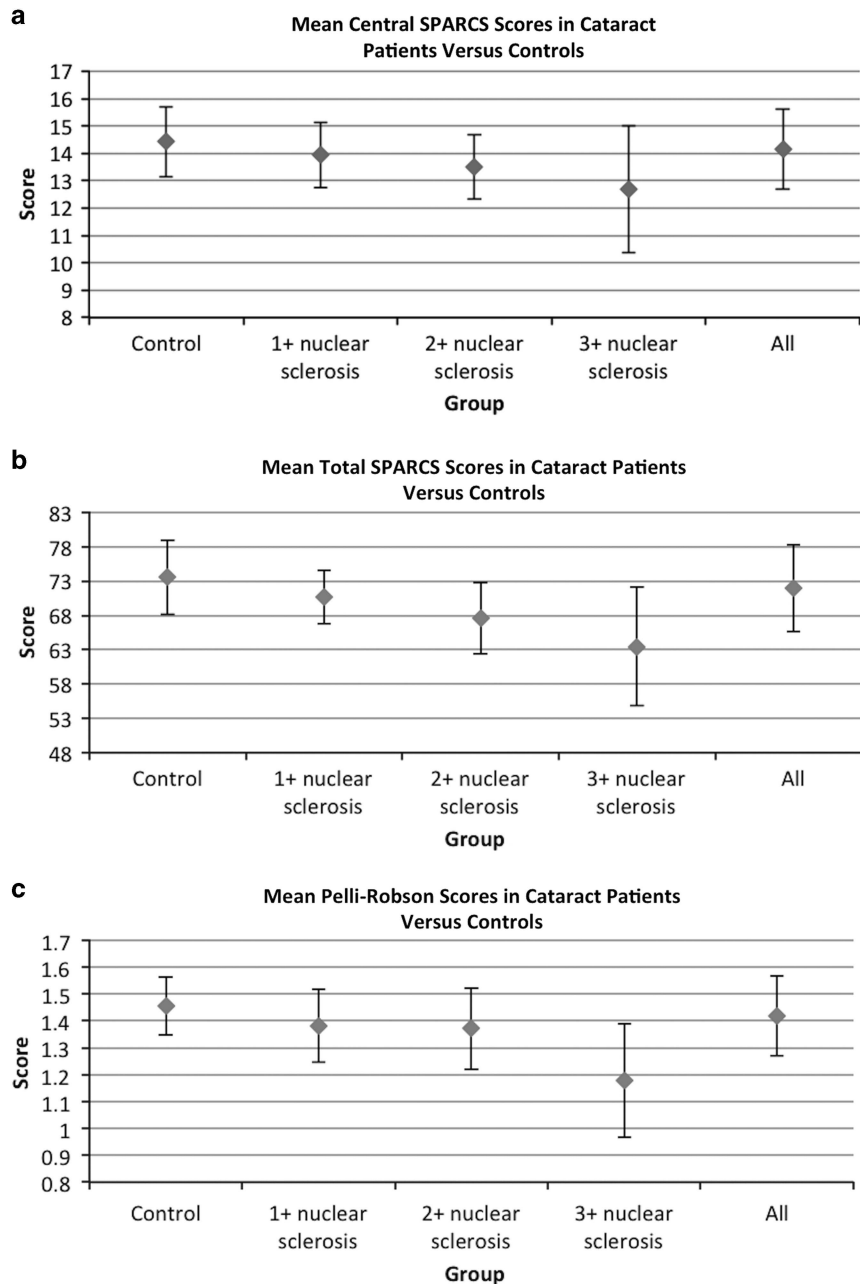 a
Mean Central SPARCS Scores in Cataract
Patients Versus Controls
17
16
15
14
13
12
11
10
9
8
Score
Control
1+ nuclear
sclerosis
2+ nuclear
sclerosis
3+ nuclear
sclerosis
All
Group
b
Mean Total SPARCS Scores in Cataract Patients
Versus Controls
83
78
73
68
63
58
53
48
Score
Control
1+ nuclear
sclerosis
2+ nuclear
sclerosis
3+ nuclear
sclerosis
All
Group
c
Mean Pelli-Robson Scores in Cataract Patients
Versus Controls
1.7
1.6
1.5
1.4
1.3
1.2
1.1
1
0.9
0.8
Score
Control
1+ nuclear
sclerosis
2+ nuclear
sclerosis
3+ nuclear
sclerosis
All
Group